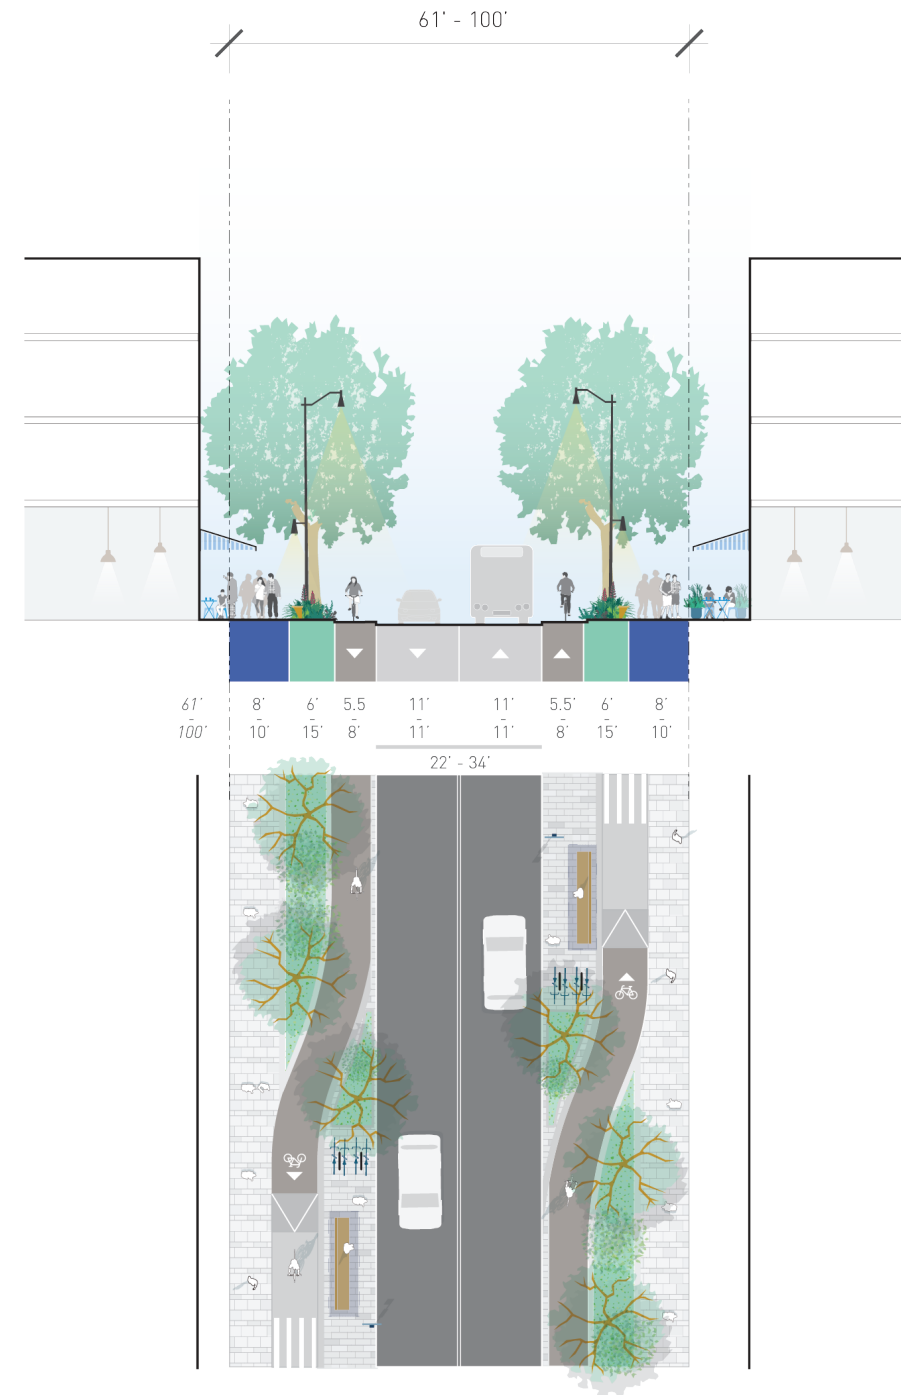 61' - 100'
61' 8' 6' 5.5 11' 11' 5.5' 6' 8'
- - - - - - - - -
100' 10' 15' 8' 11' 11' 8' 15' 10'
22' - 34'